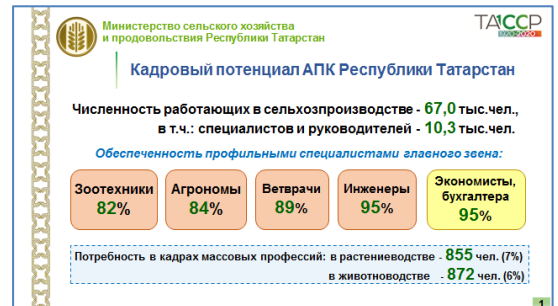 Министерство сельского хозяйства
и продовольствия Республики Татарстан
ТАССР
1920-2020
Кадровый потенциал АПК Республики Татарстан
Численность работающих в сельхозпроизводстве - 67,0 тыс.чел.,
в т.ч.: специалистов и руководителей - 10,3 тыс.чел.
Обеспеченность профильными специалистами главного звена:
Зоотехники
82%
Агрономы
84%
Ветврачи
89%
Инженеры
95%
Экономисты,
бухгалтера
95%
Потребность в кадрах массовых профессий: в растениеводстве - 855 чел. (7%)
в животноводстве - 872 чел. (6%)
1